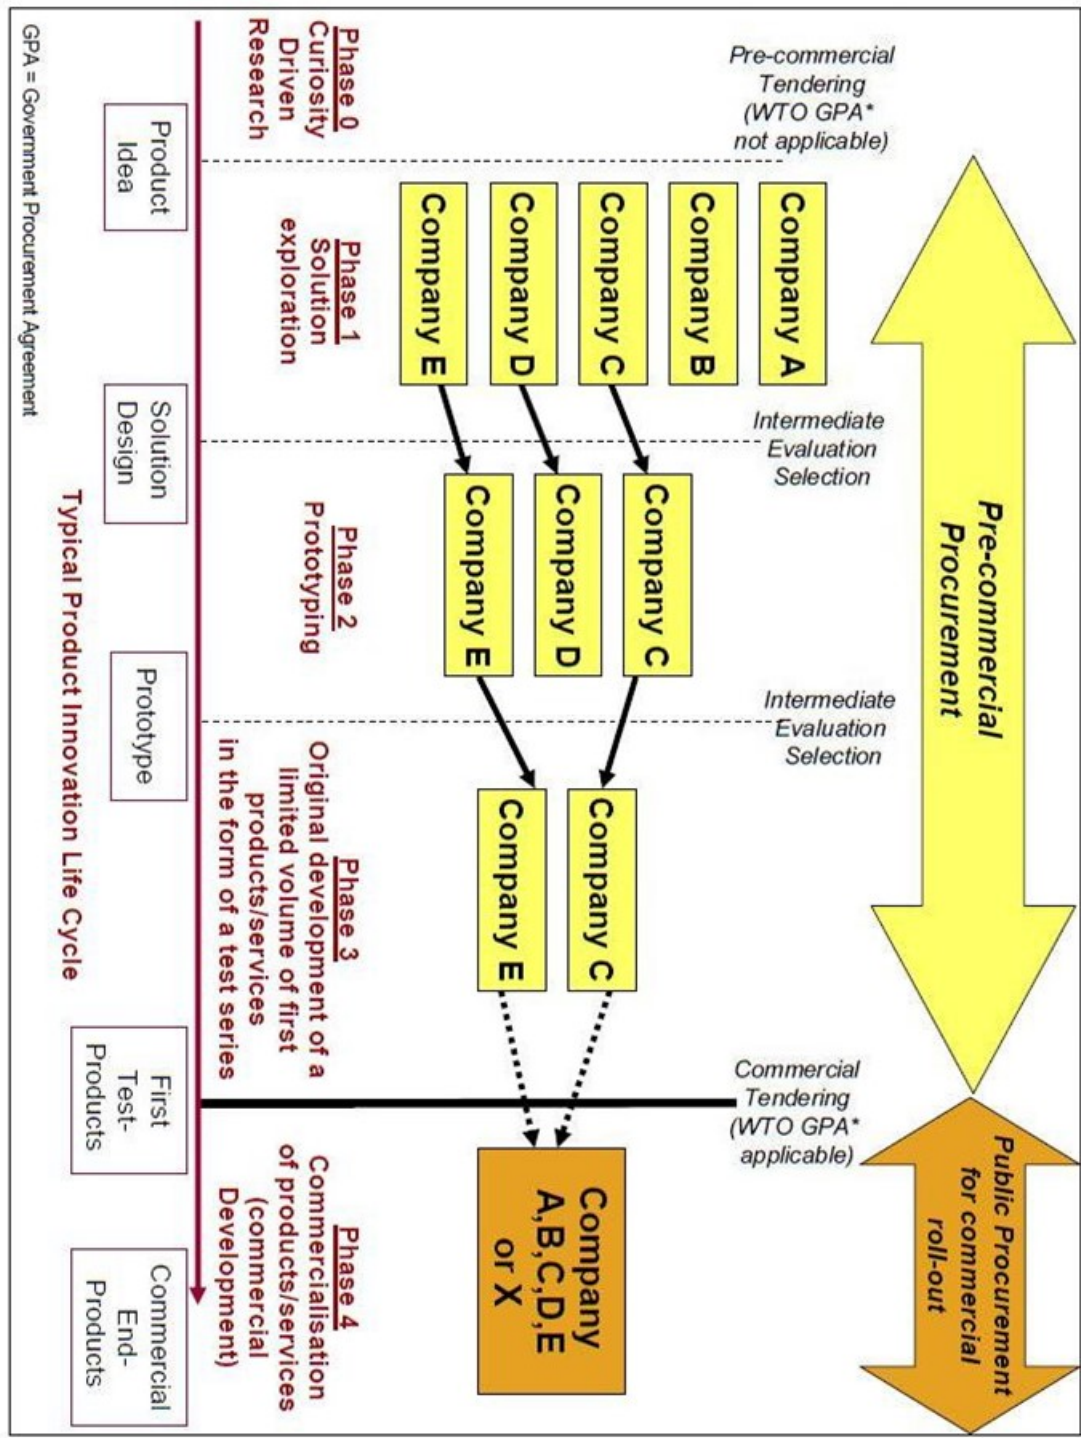 Pre-commercial
Procurement
Public Procurement
for commercial
roll-out
Pre-commercial
Tendering
(WTO GPA*
not applicable)
Intermediate
Evaluation
Selection
Intermediate
Evaluation
Selection
Commercial
Tendering
(WTO GPA*
applicable)
Company A
Company B
Company C
Company D
Company E
Company C
Company D
Company E
Company C
Company E
Company
A,B,C,D,E
or X
Phase 0
Curiosity
Driven
Research
Phase 1
Solution
exploration
Phase 2
Prototyping
Phase 3
Original development of a
limited volume of first
products/services
in the form of a test series
Phase 4
Commercialisation
of products/services
(commercial
Development)
Product
Idea
Solution
Design
Prototype
First
Test-
Products
Commercial
End-
Products
Typical Product Innovation Life Cycle
GPA = Government Procurement Agreement